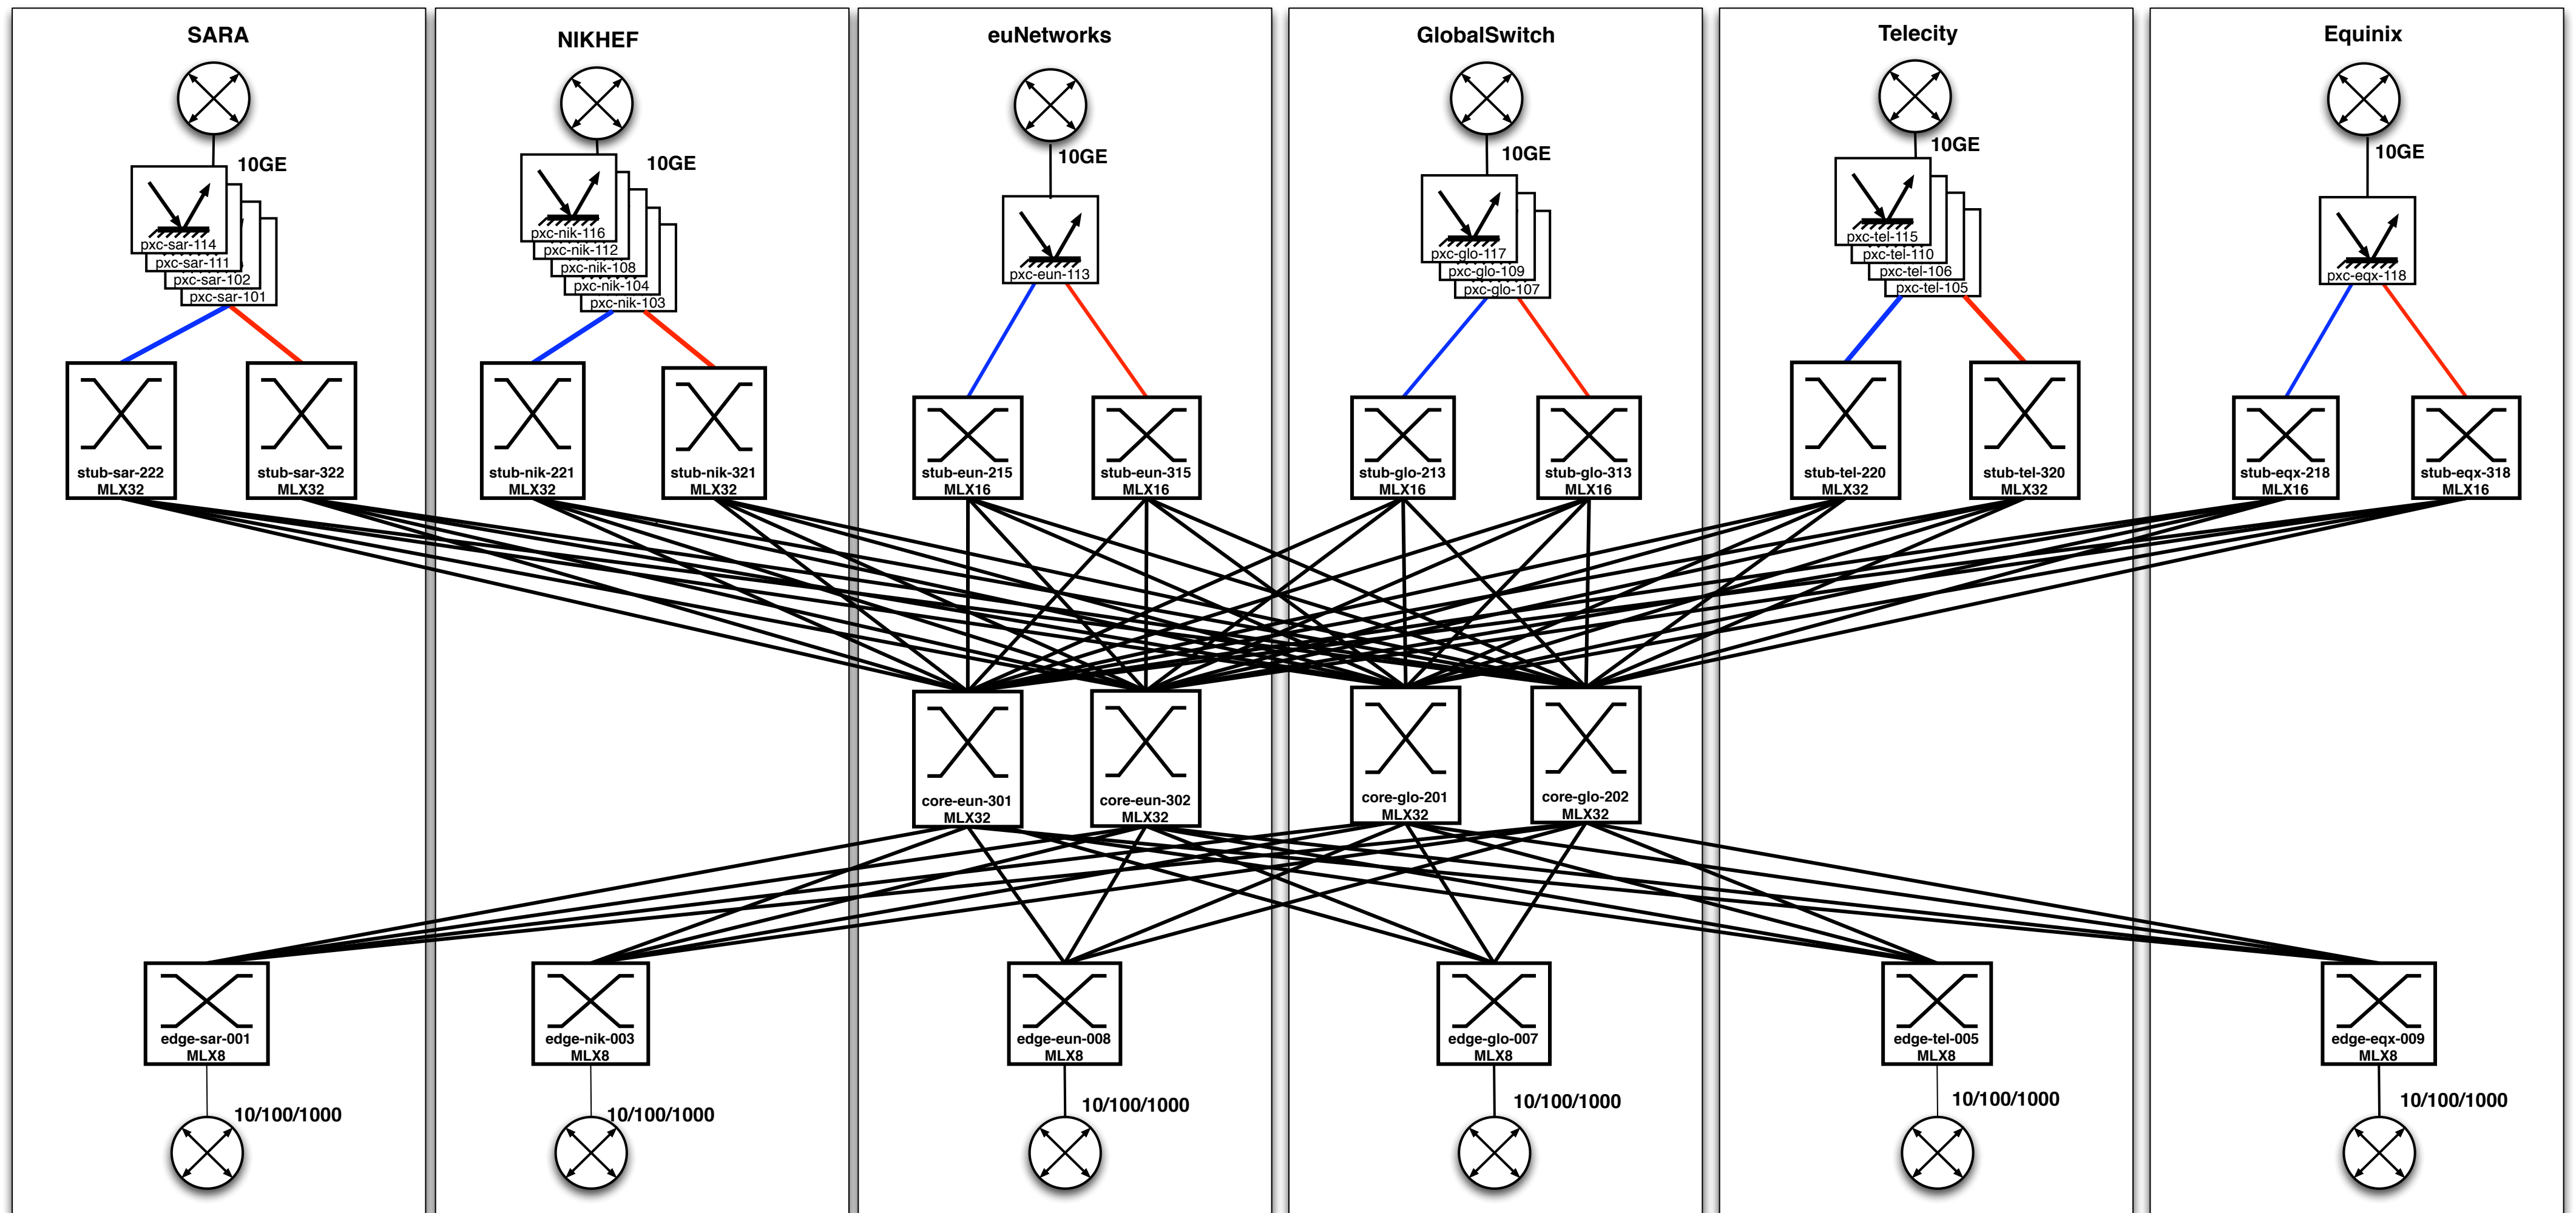 SARA
10GE
pxc-sar-114
pxc-sar-111
pxc-sar-102
pxc-sar-101
stub-sar-222
MLX32
stub-sar-322
MLX32
edge-sar-001
MLX8
10/100/1000
NIKHEF
10GE
pxc-nik-116
pxc-nik-112
pxc-nik-108
pxc-nik-104
pxc-nik-103
stub-nik-221
MLX32
stub-nik-321
MLX32
edge-nik-003
MLX8
10/100/1000
euNetworks
10GE
pxc-eun-113
stub-eun-215
MLX16
stub-eun-315
MLX16
core-eun-301
MLX32
core-eun-302
MLX32
edge-eun-008
MLX8
10/100/1000
GlobalSwitch
10GE
pxc-glo-117
pxc-glo-109
pxc-glo-107
stub-glo-213
MLX16
stub-glo-313
MLX16
core-glo-201
MLX32
core-glo-202
MLX32
edge-glo-007
MLX8
10/100/1000
Telecity
10GE
pxc-tel-115
pxc-tel-110
pxc-tel-106
pxc-tel-105
stub-tel-220
MLX32
stub-tel-320
MLX32
edge-tel-005
MLX8
10/100/1000
Equinix
10GE
pxc-eqx-118
stub-eqx-218
MLX16
stub-eqx-318
MLX16
edge-eqx-009
MLX8
10/100/1000